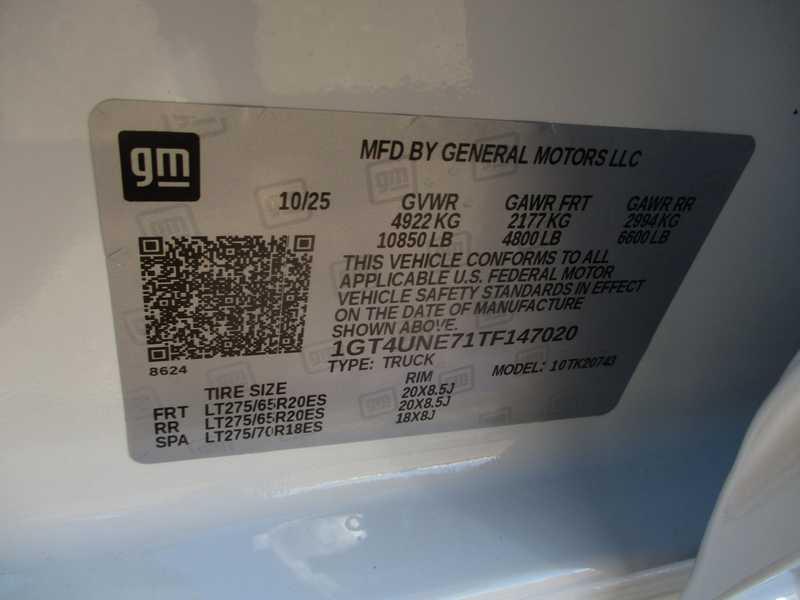 gm
MFD BY GENERAL MOTORS LLC
10/25 GVWR GAWR FRT GAWR RR
4922 KG 2177 KG 2994 KG
10850 LB 4800 LB 6600 LB
THIS VEHICLE CONFORMS TO ALL
APPLICABLE U.S. FEDERAL MOTOR
VEHICLE SAFETY STANDARDS IN EFFECT
ON THE DATE OF MANUFACTURE
SHOWN ABOVE.
1GT4UNE71TF147020
8624
TYPE: TRUCK MODEL: 10TK20743
TIRE SIZE RIM
FRT LT275/65R20ES 20X8.5J
RR LT275/65R20ES 20X8.5J
SPA LT275/70R18ES 18X8J